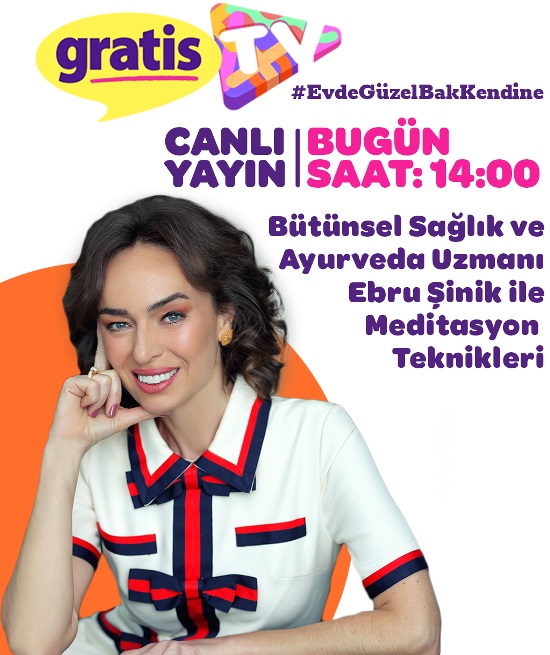 gratis
TV
#EvdeGüzelBakKendine
CANLI YAYIN
BUGÜN SAAT: 14:00
Bütünsel Sağlık ve
Ayurveda Uzmanı
Ebru Şinik ile
Meditasyon
Teknikleri